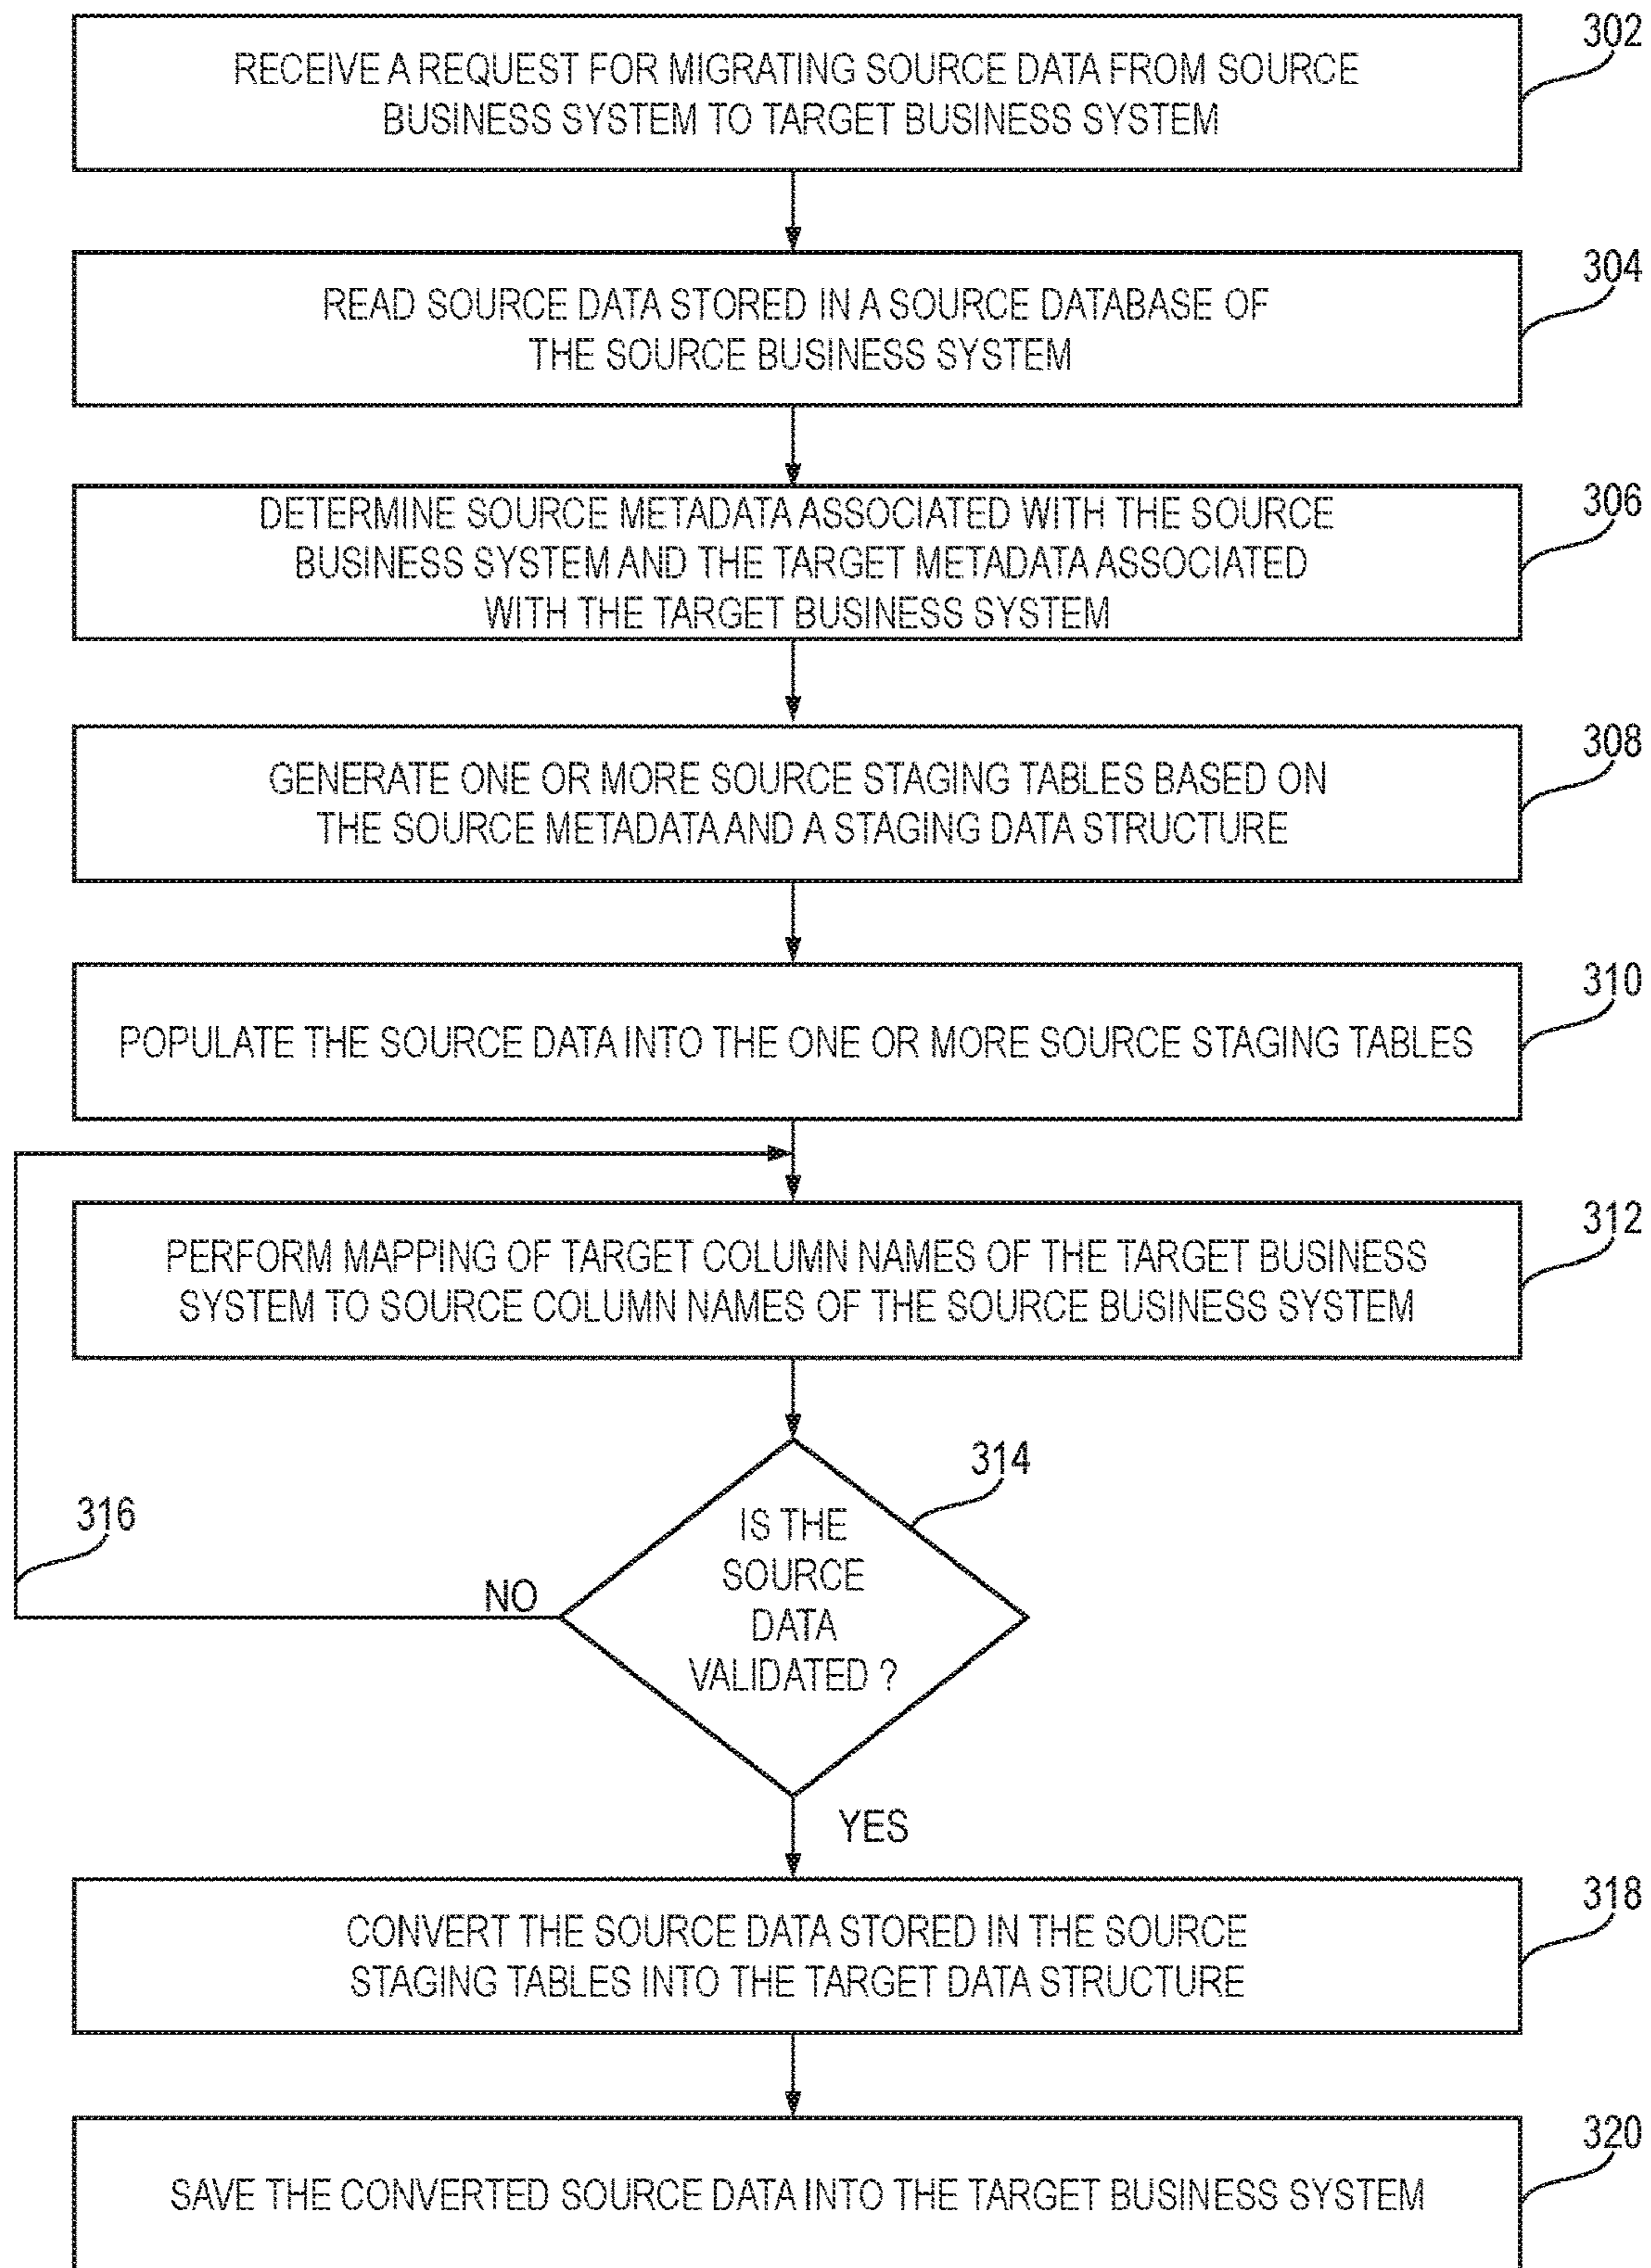 302
RECEIVE A REQUEST FOR MIGRATING SOURCE DATA FROM SOURCE
BUSINESS SYSTEM TO TARGET BUSINESS SYSTEM
304
READ SOURCE DATA STORED IN A SOURCE DATABASE OF
THE SOURCE BUSINESS SYSTEM
306
DETERMINE SOURCE METADATA ASSOCIATED WITH THE SOURCE
BUSINESS SYSTEM AND THE TARGET METADATA ASSOCIATED
WITH THE TARGET BUSINESS SYSTEM
308
GENERATE ONE OR MORE SOURCE STAGING TABLES BASED ON
THE SOURCE METADATA AND A STAGING DATA STRUCTURE
310
POPULATE THE SOURCE DATA INTO THE ONE OR MORE SOURCE STAGING TABLES
312
PERFORM MAPPING OF TARGET COLUMN NAMES OF THE TARGET BUSINESS
SYSTEM TO SOURCE COLUMN NAMES OF THE SOURCE BUSINESS SYSTEM
314
316
IS THE
SOURCE
DATA
VALIDATED ?
NO
YES
318
CONVERT THE SOURCE DATA STORED IN THE SOURCE
STAGING TABLES INTO THE TARGET DATA STRUCTURE
320
SAVE THE CONVERTED SOURCE DATA INTO THE TARGET BUSINESS SYSTEM